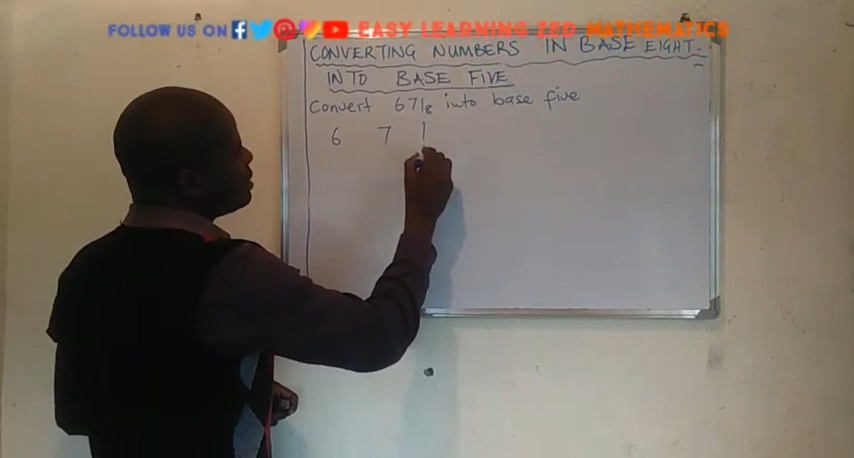 FOLLOW US ON EASY LEARNING ZED MATHEMATICS
CONVERTING NUMBERS IN BASE EIGHT
INTO BASE FIVE
Convert 671₈ into base five
6 7 1